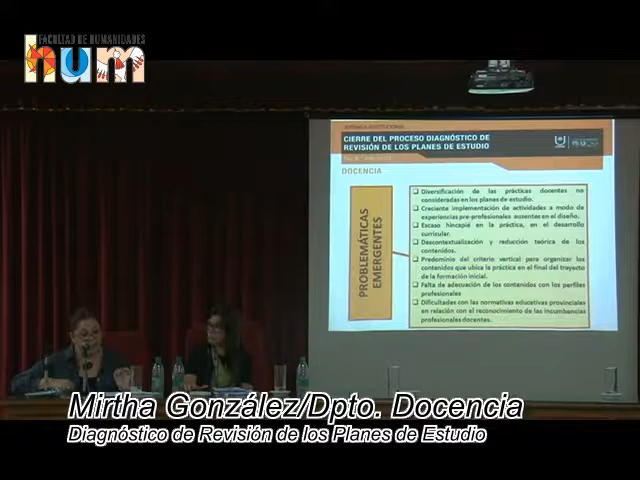 FACULTAD DE HUMANIDADES
hum
CIERRE DEL PROCESO DIAGNÓSTICO DE
REVISIÓN DE LOS PLANES DE ESTUDIO
DOCENCIA
PROBLEMÁTICAS
EMERGENTES
Diversificación de las prácticas docentes no
consideradas en los planes de estudio.
Creciente implementación de actividades a modo de
experiencias pre-profesionales ausentes en el diseño.
Escaso hincapié en la práctica, en el desarrollo
curricular.
Descontextualización y reducción teórica de los
contenidos.
Predominio del criterio vertical para organizar los
contenidos que ubica la práctica en el final del trayecto
de la formación inicial.
Falta de adecuación de los contenidos con los perfiles
profesionales
Dificultades con las normativas educativas provinciales
en relación con el reconocimiento de las incumbencias
profesionales docentes.
Mirtha González/Dpto. Docencia
Diagnóstico de Revisión de los Planes de Estudio